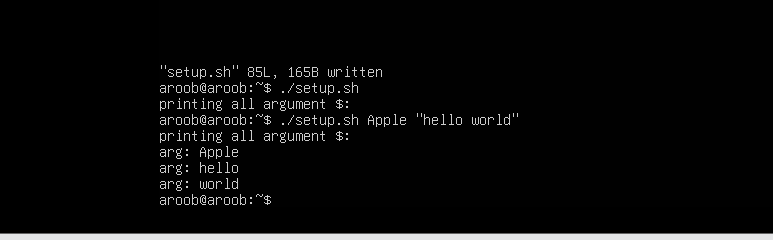 "setup.sh" 85L, 165B written
aroob@aroob:~$ ./setup.sh
printing all argument $:
aroob@aroob:~$ ./setup.sh Apple "hello world"
printing all argument $:
arg: Apple
arg: hello
arg: world
aroob@aroob:~$